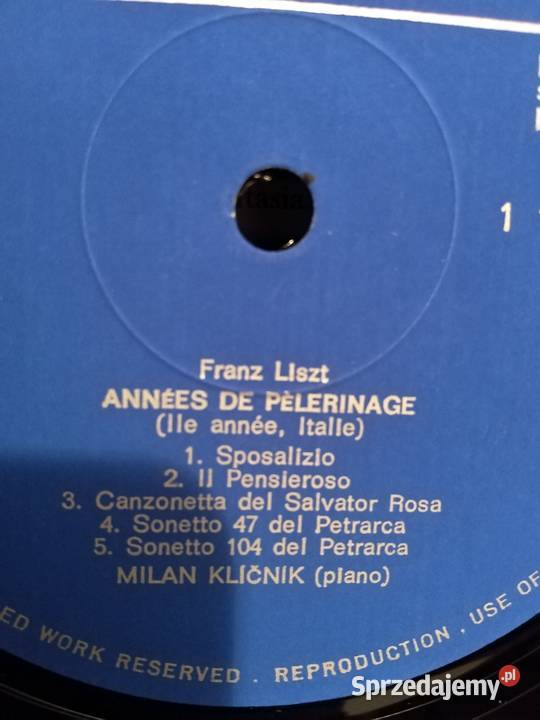 1
Franz Liszt
ANNÉES DE PÈLERINAGE
(IIe année, Italie)
1. Sposalizio
2. Il Pensieroso
3. Canzonetta del Salvator Rosa
4. Sonetto 47 del Petrarca
5. Sonetto 104 del Petrarca
MILAN KLÍČNÍK (piano)
ED WORK RESERVED . REPRODUCTION . USE OF
Sprzedajemy.pl